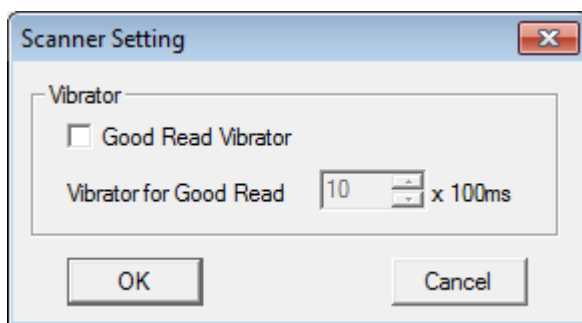 Scanner Setting
Vibrator
Good Read Vibrator
Vibrator for Good Read 10 x 100ms
OK Cancel